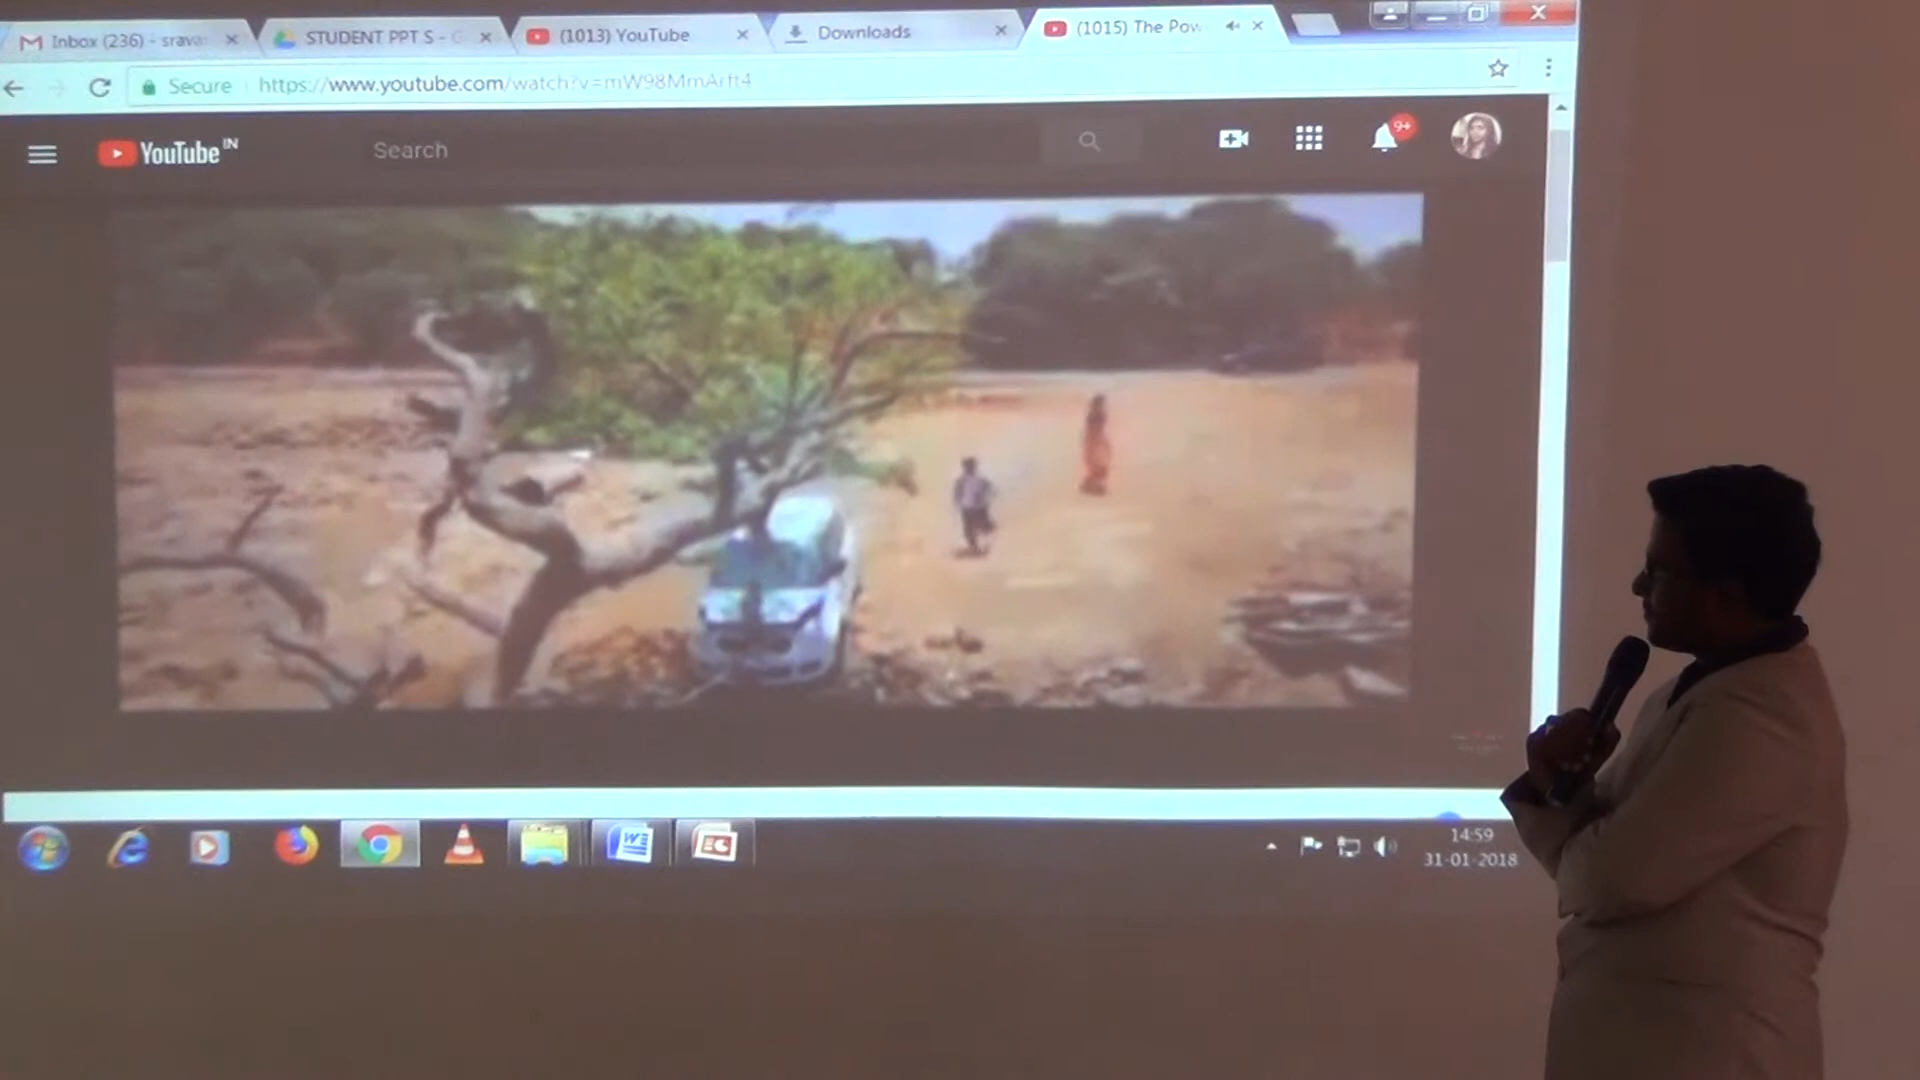 Inbox (236) - srava
STUDENT PPT S - G
(1013) YouTube
Downloads
(1015) The Pow
Secure
https://www.youtube.com/watch?v=mW98MmArft4
YouTube IN
Search
9+
14:59
31-01-2018